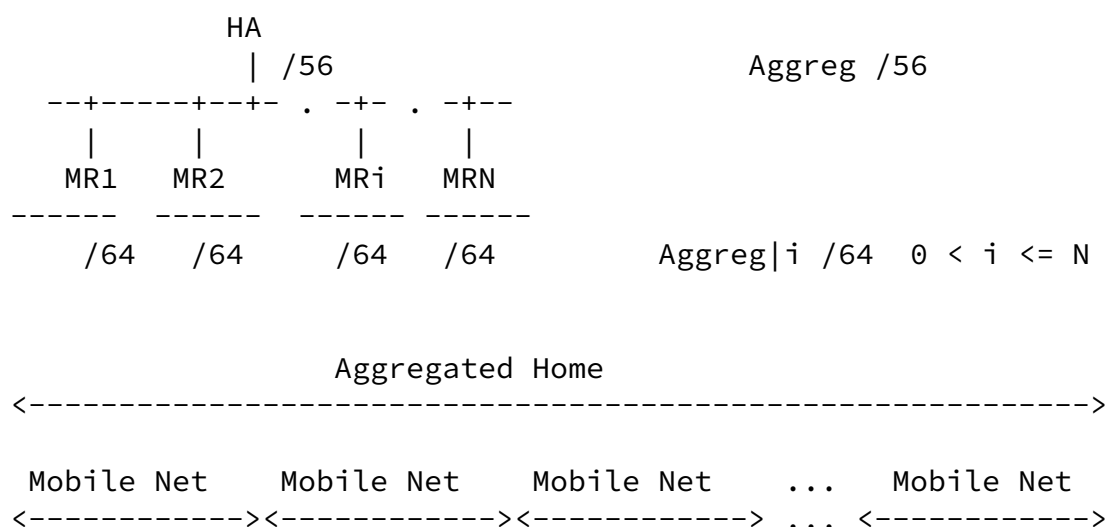 HA
| /56 Aggreg /56
--+-----+--+- . -+- . -+--
| | | |
MR1 MR2 MRi MRN
------ ------ ------ ------
/64 /64 /64 /64 Aggreg|i /64 0 < i <= N
Aggregated Home
<----------------------------------------------------------->
Mobile Net Mobile Net Mobile Net ... Mobile Net
<------------><------------><------------> ... <------------>